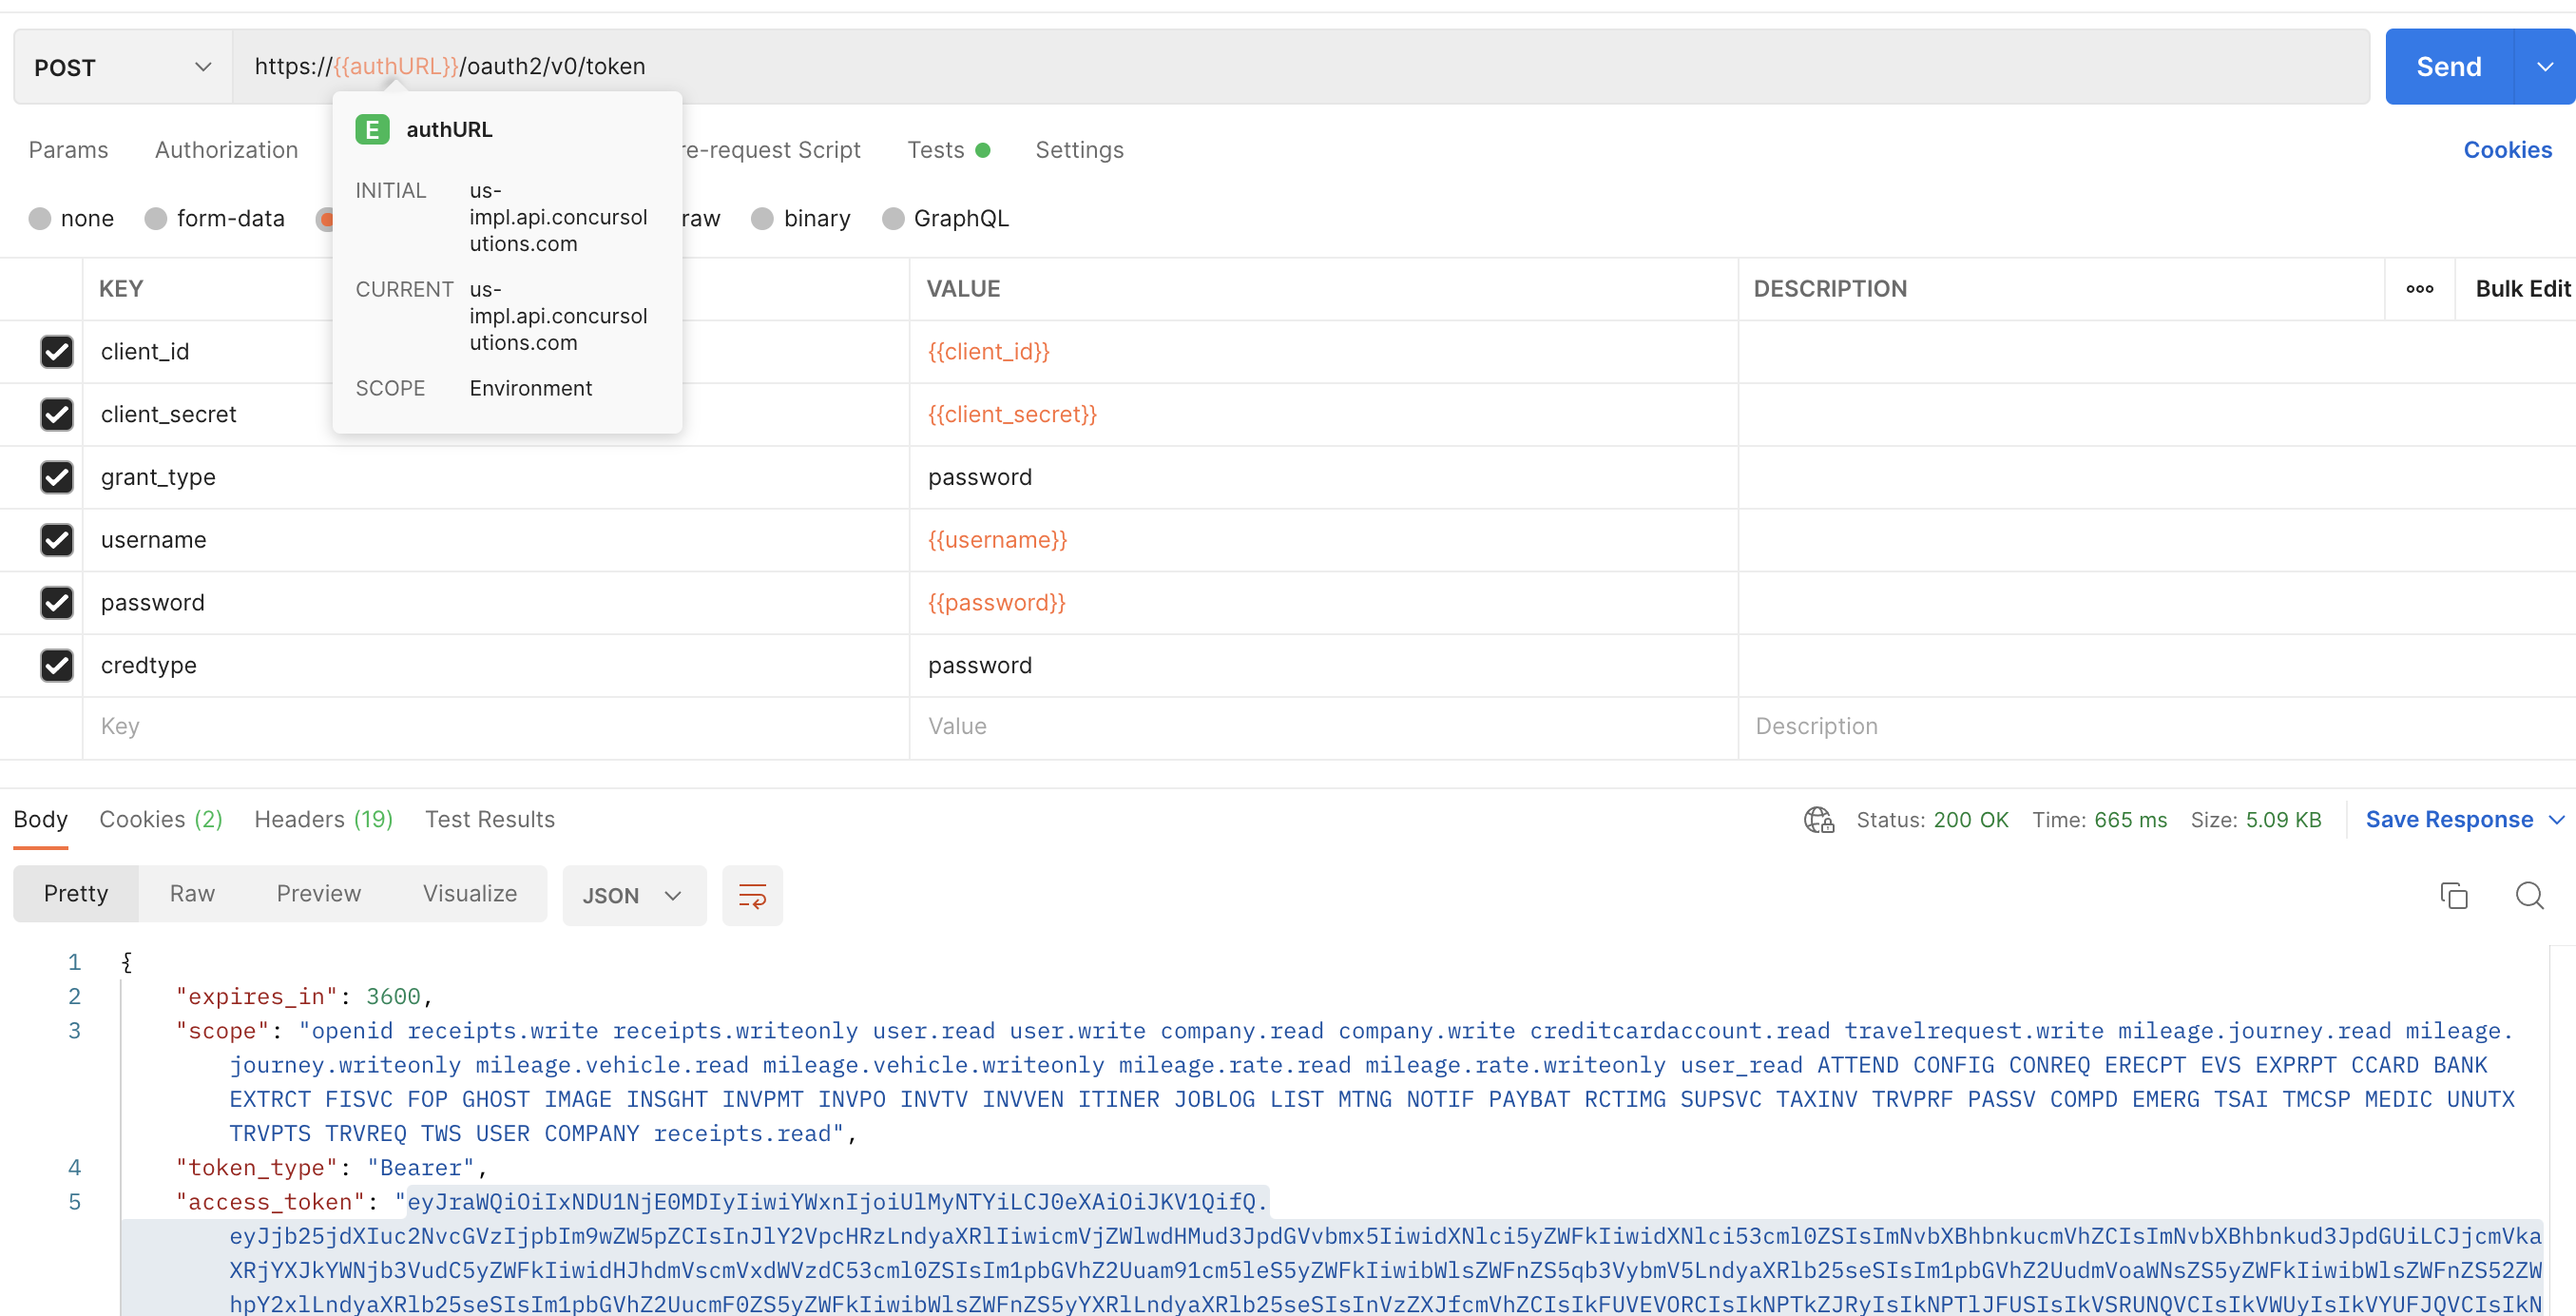 POST
https://{{authURL}}/oauth2/v0/token
Send
E authURL
INITIAL us-
impl.api.concursol
utions.com
CURRENT us-
impl.api.concursol
utions.com
SCOPE Environment
Params Authorization re-request Script Tests Settings Cookies
none form-data raw binary GraphQL
KEY VALUE DESCRIPTION ooo Bulk Edit
client_id {{client_id}}
client_secret {{client_secret}}
grant_type password
username {{username}}
password {{password}}
credtype password
Key Value Description
Body Cookies (2) Headers (19) Test Results Status: 200 OK Time: 665 ms Size: 5.09 KB Save Response
Pretty Raw Preview Visualize JSON
1 {
2 "expires_in": 3600,
3 "scope": "openid receipts.write receipts.writeonly user.read user.write company.read company.write creditcardaccount.read travelrequest.write mileage.journey.read mileage.
journey.writeonly mileage.vehicle.read mileage.vehicle.writeonly mileage.rate.read mileage.rate.writeonly user_read ATTEND CONFIG CONREQ ERECPT EVS EXPRPT CCARD BANK
EXTRCT FISVC FOP GHOST IMAGE INSGHT INVPMT INVPO INVTV INVVEN ITINER JOBLOG LIST MTNG NOTIF PAYBAT RCTIMG SUPSVC TAXINV TRVPRF PASSV COMPD EMERG TSAI TMCSP MEDIC UNUTX
TRVPTS TRVREQ TWS USER COMPANY receipts.read",
4 "token_type": "Bearer",
5 "access_token": "eyJraWQiOiIxNDU1NjE0MDIyIiwiYWxnIjoiUlMyNTYiLCJ0eXAiOiJKV1QifQ.
eyJjb25jdXIuc2NvcGVzIjpbIm9wZW5pZCIsInJlY2VpcHRzLndyaXRlIiwicmVjZWlwdHMud3JpdGVvbmx5IiwidXNlci5yZWFkIiwidXNlci53cml0ZSIsImNvbXBhbnkucmVhZCIsImNvbXBhbnkud3JpdGUiLCJjcmVka
XRjYXJkYWNjb3VudC5yZWFkIiwidHJhdmVscmVxdWVzdC53cml0ZSIsIm1pbGVhZ2Uuam91cm5leS5yZWFkIiwibWlsZWFnZS5qb3VybmV5LndyaXRlb25seSIsIm1pbGVhZ2UudmVoaWNsZS5yZWFkIiwibWlsZWFnZS52ZW
hpY2xlLndyaXRlb25seSIsIm1pbGVhZ2UucmF0ZS5yZWFkIiwibWlsZWFnZS5yYXRlLndyaXRlb25seSIsInVzZXJfcmVhZCIsIkFUVEVORCIsIkNPTkZJRyIsIkNPTlJFUSIsIkVSRUNQVCIsIkVWUyIsIkVYUFJQVCIsIkN